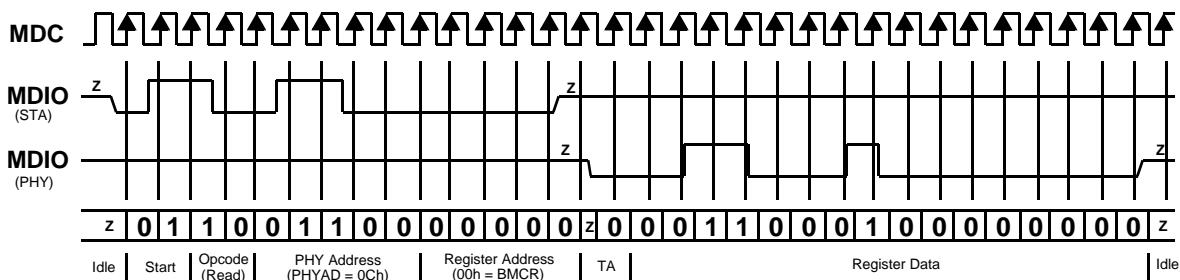 MDC
z z
MDIO
(STA)
MDIO z z
(PHY)
z 0 1 1 0 0 1 1 0 0 0 0 0 0 0 z 0 0 0 1 1 0 0 0 1 0 0 0 0 0 0 0 0 z
Idle Start Opcode (Read) PHY Address (PHYAD = 0Ch) Register Address (00h = BMCR) TA Register Data Idle